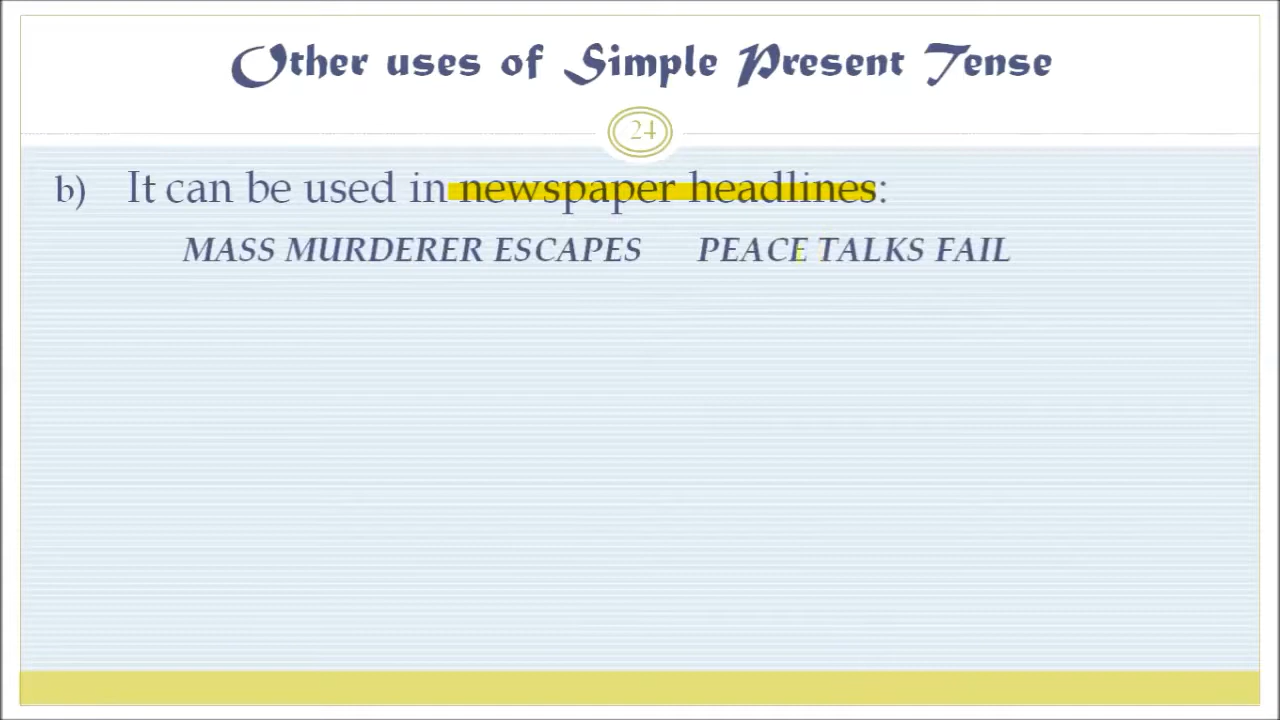 Other uses of Simple Present Tense
24
b) It can be used in newspaper headlines:
MASS MURDERER ESCAPES PEACE TALKS FAIL